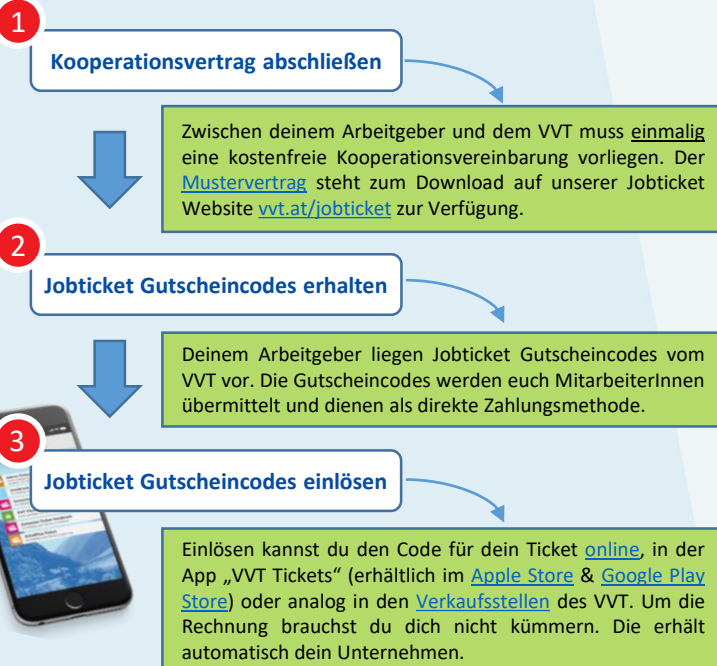 1
Kooperationsvertrag abschließen
Zwischen deinem Arbeitgeber und dem VVT muss einmalig
eine kostenfreie Kooperationsvereinbarung vorliegen. Der
Mustervertrag steht zum Download auf unserer Jobticket
Website vvt.at/jobticket zur Verfügung.
2
Jobticket Gutscheincodes erhalten
Deinem Arbeitgeber liegen Jobticket Gutscheincodes vom
VVT vor. Die Gutscheincodes werden euch MitarbeiterInnen
übermittelt und dienen als direkte Zahlungsmethode.
3
Jobticket Gutscheincodes einlösen
Einlösen kannst du den Code für dein Ticket online, in der
App „VVT Tickets“ (erhältlich im Apple Store & Google Play
Store) oder analog in den Verkaufsstellen des VVT. Um die
Rechnung brauchst du dich nicht kümmern. Die erhält
automatisch dein Unternehmen.